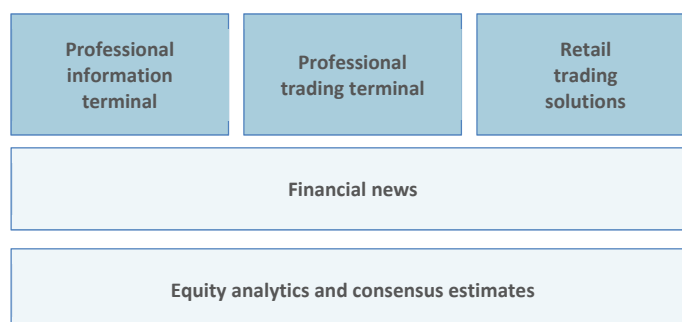 Professional
information
terminal
Professional
trading terminal
Retail
trading
solutions
Financial news
Equity analytics and consensus estimates